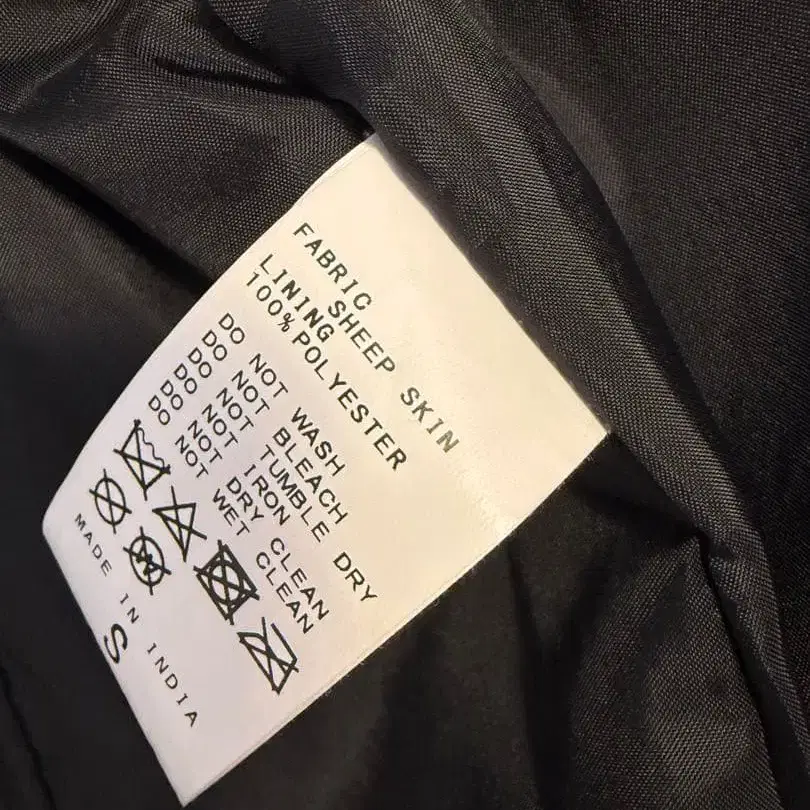 FABRIC
SHEEP SKIN
LINING
100% POLYESTER
DO NOT WASH
DO NOT BLEACH
DO NOT TUMBLE DRY
DO NOT IRON
DO NOT DRY CLEAN
DO NOT WET CLEAN
W
MADE IN INDIA
S